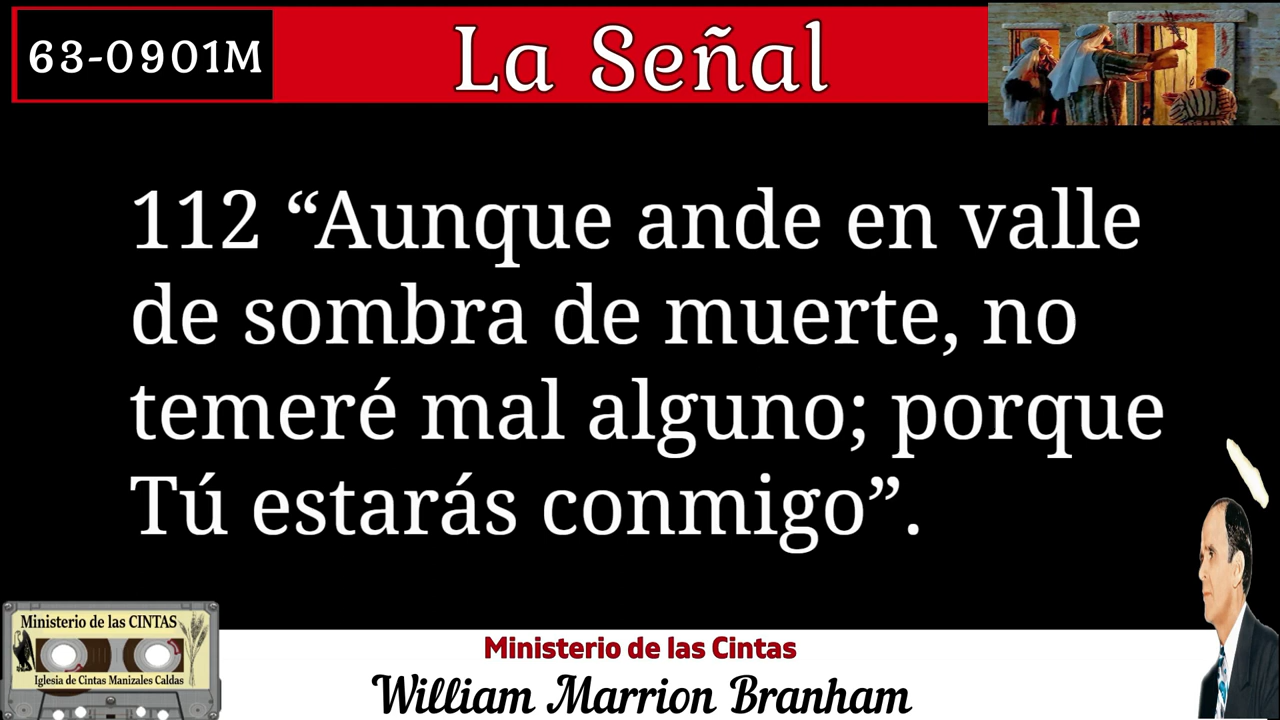 63-0901M
La Señal
112 “Aunque ande en valle
de sombra de muerte, no
temeré mal alguno; porque
Tú estarás conmigo”.
Ministerio de las CINTAS
Iglesia de Cintas Manizales Caldas
Ministerio de las Cintas
William Marrion Branham